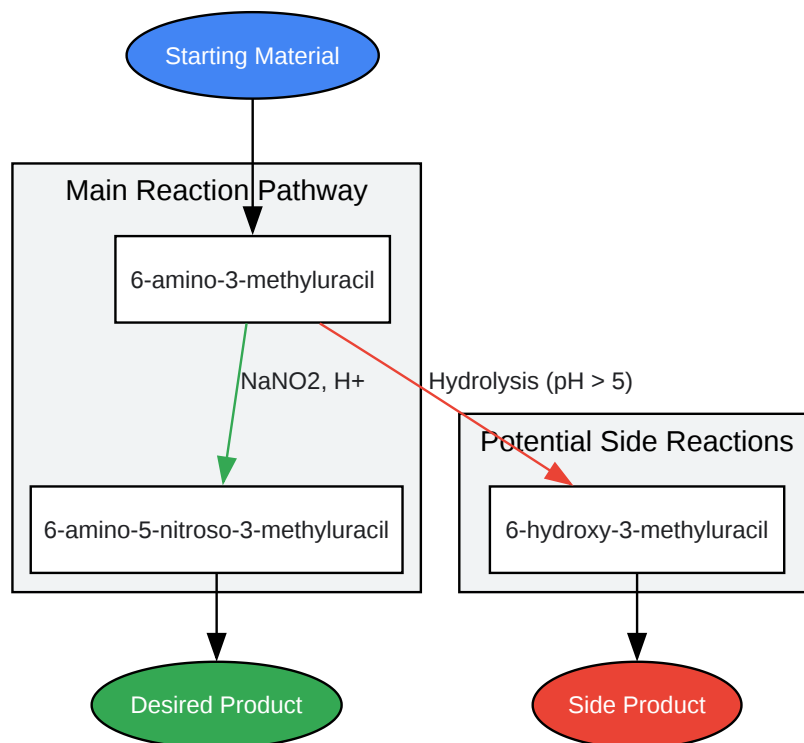 Starting Material
Main Reaction Pathway
6-amino-3-methyluracil
NaNO2, H+
Hydrolysis (pH > 5)
Potential Side Reactions
6-amino-5-nitroso-3-methyluracil
6-hydroxy-3-methyluracil
Desired Product
Side Product